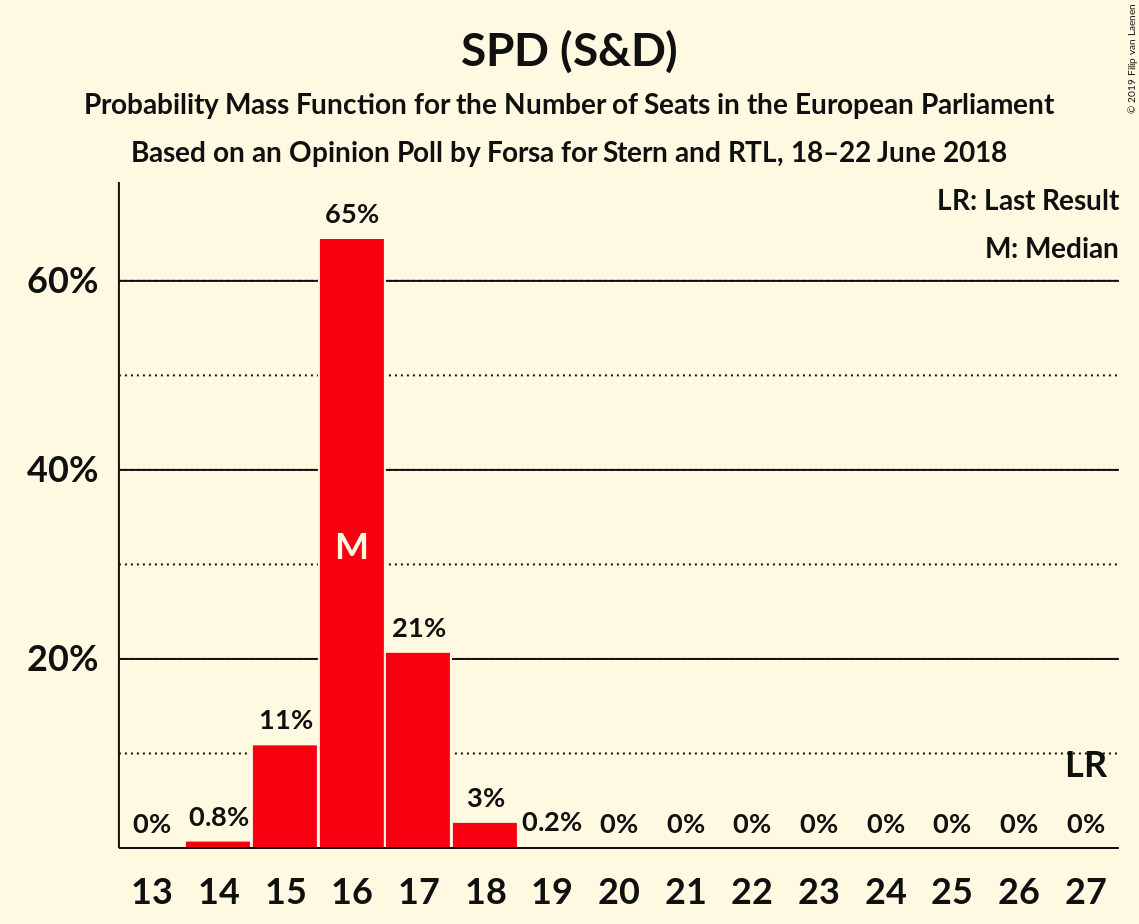 SPD (S&D)
Probability Mass Function for the Number of Seats in the European Parliament
Based on an Opinion Poll by Forsa for Stern and RTL, 18–22 June 2018
© 2019 Filip van Laenen
LR: Last Result
M: Median
60%
40%
20%
0%
0.8%
11%
65%
M
21%
3%
0.2%
0%
0%
0%
0%
0%
0%
0%
0%
LR
13 14 15 16 17 18 19 20 21 22 23 24 25 26 27